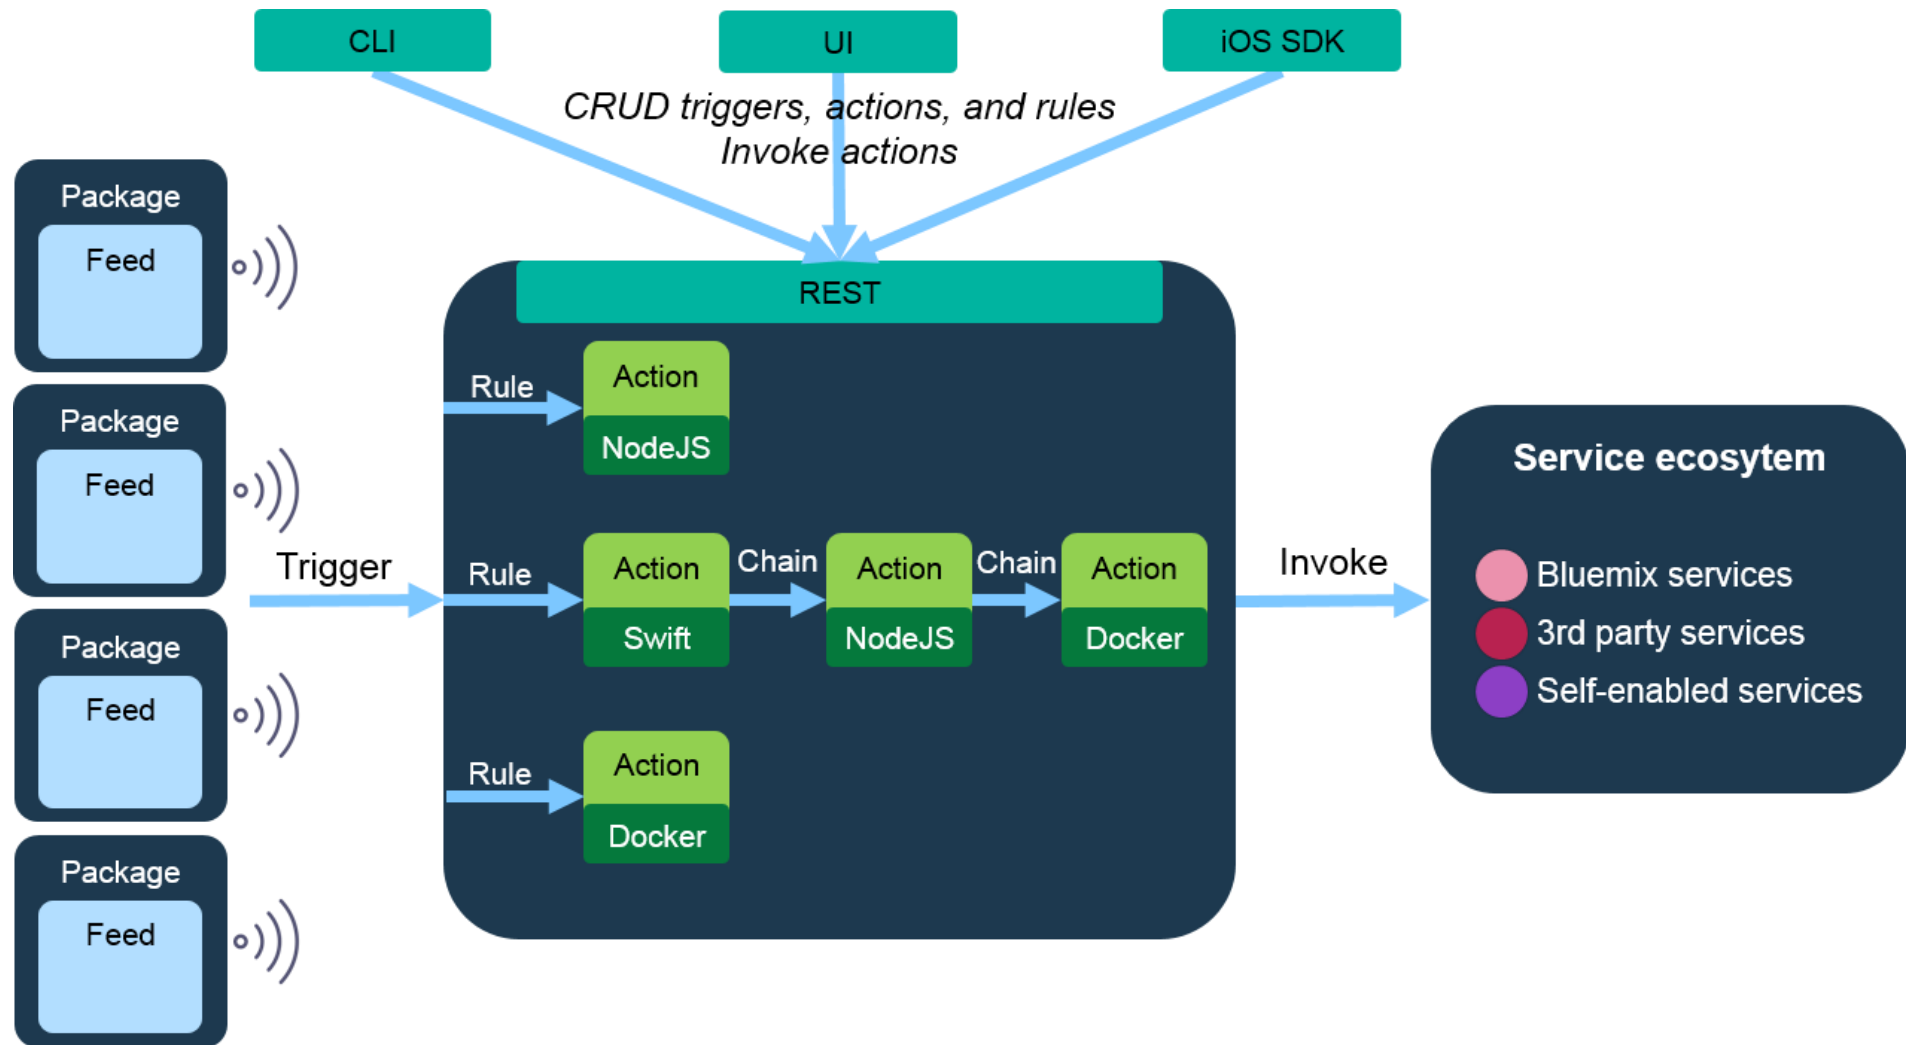 CLI
UI
iOS SDK
CRUD triggers, actions, and rules
Invoke actions
Package
Feed
Package
Feed
Package
Feed
Package
Feed
Trigger
REST
Rule
Action
NodeJS
Rule
Action
Swift
Chain
Action
NodeJS
Chain
Action
Docker
Rule
Action
Docker
Invoke
Service ecosytem
Bluemix services
3rd party services
Self-enabled services